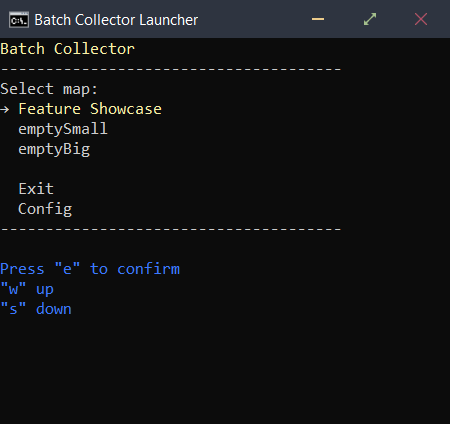 Batch Collector Launcher
Batch Collector
--------------------------------------
Select map:
→ Feature Showcase
emptySmall
emptyBig
Exit
Config
--------------------------------------
Press "e" to confirm
"w" up
"s" down